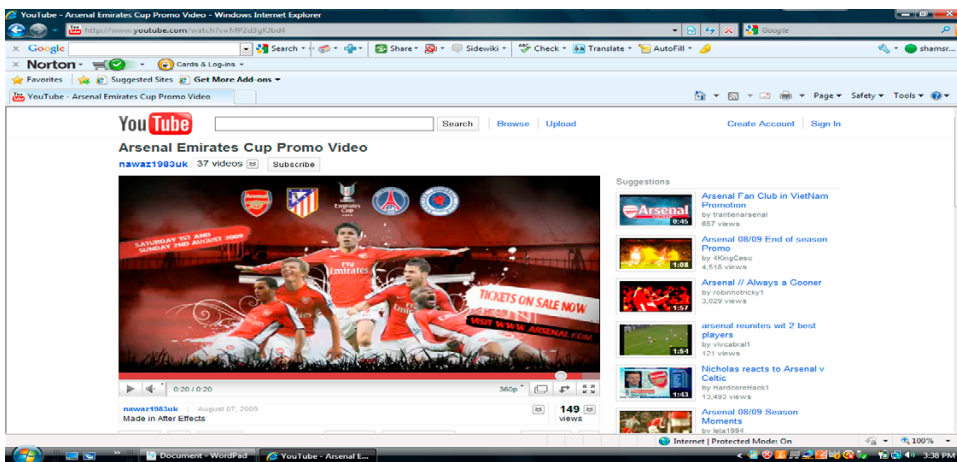 YouTube - Arsenal Emirates Cup Promo Video - Windows Internet Explorer
Google
Google Search Share Sidewiki Check Translate AutoFill shamsr...
Norton Cards & Log-ins
Favorites Suggested Sites Get More Add-ons
YouTube - Arsenal Emirates Cup Promo Video Page Safety Tools
You Tube Search Browse Upload Create Account Sign In
Arsenal Emirates Cup Promo Video
nawaz1983uk 37 videos Subscribe
Suggestions
Emirates
Cup
SATURDAY 1ST AND
SUNDAY 2ND AUGUST 2009
Fly
Emirates
TICKETS ON SALE NOW
VISIT WWW.ARSENAL.COM
0:20 / 0:20 360p
nawaz1983uk August 07, 2009
Made in After Effects
149
views
Arsenal
0:45
Arsenal Fan Club in VietNam
Promotion
by trantienarsenal
657 views
1:08
Arsenal 08/09 End of season
Promo
by 4KingCesc
4,518 views
1:57
Arsenal // Always a Gooner
by robinhotricky1
3,029 views
1:54
arsenal reunites wit 2 best
players
by vivcabral1
121 views
1:43
Nicholas reacts to Arsenal v
Celtic
by HardcoreHack1
13,493 views
Arsenal 08/09 Season
Moments
by leta1994
Internet | Protected Mode: On 100%
Document - WordPad YouTube - Arsenal E... 3:38 PM